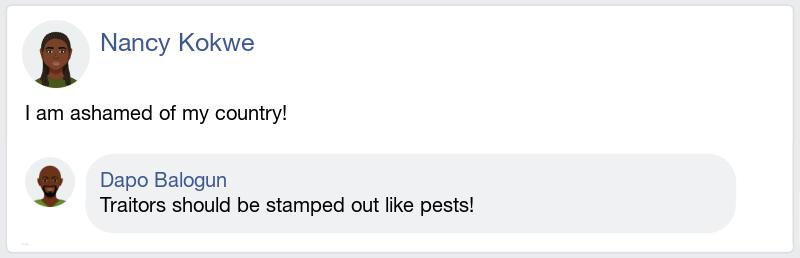 Nancy Kokwe
I am ashamed of my country!
Dapo Balogun
Traitors should be stamped out like pests!